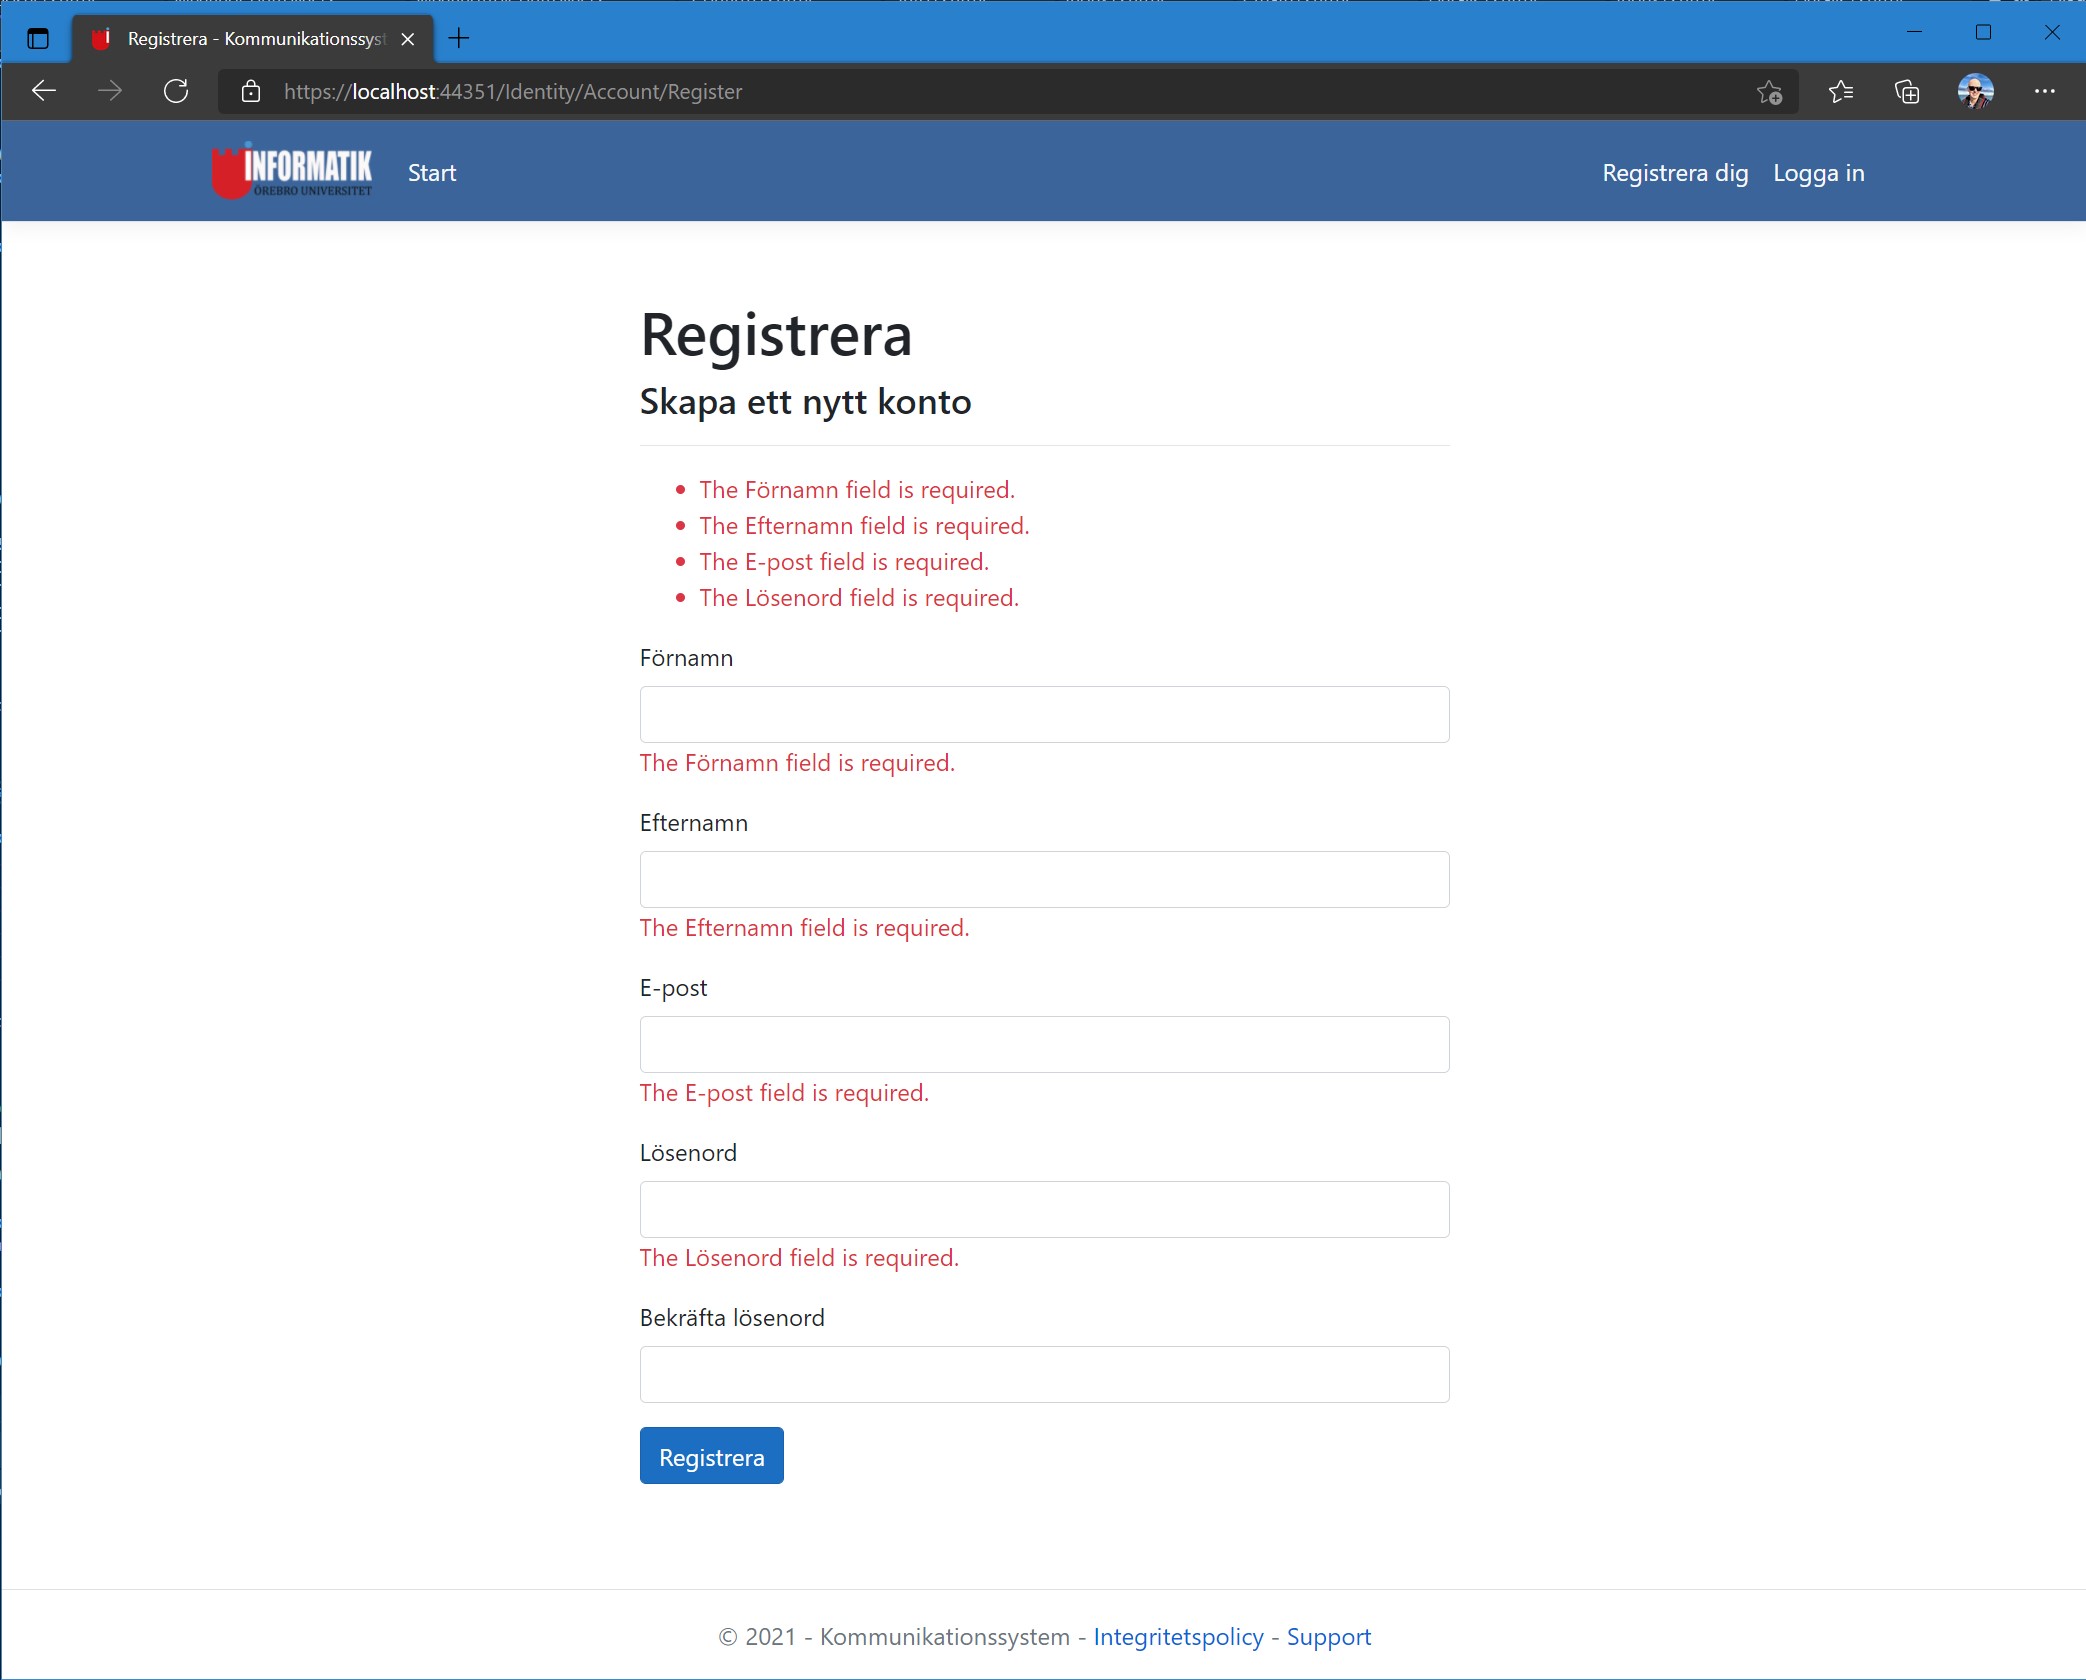 Registrera - Kommunikationssyst
https://localhost:44351/Identity/Account/Register
INFORMATIK
ÖREBRO UNIVERSITET
Start
Registrera dig
Logga in
Registrera
Skapa ett nytt konto
• The Förnamn field is required.
• The Efternamn field is required.
• The E-post field is required.
• The Lösenord field is required.
Förnamn
The Förnamn field is required.
Efternamn
The Efternamn field is required.
E-post
The E-post field is required.
Lösenord
The Lösenord field is required.
Bekräfta lösenord
Registrera
© 2021 - Kommunikationssystem - Integritetspolicy - Support